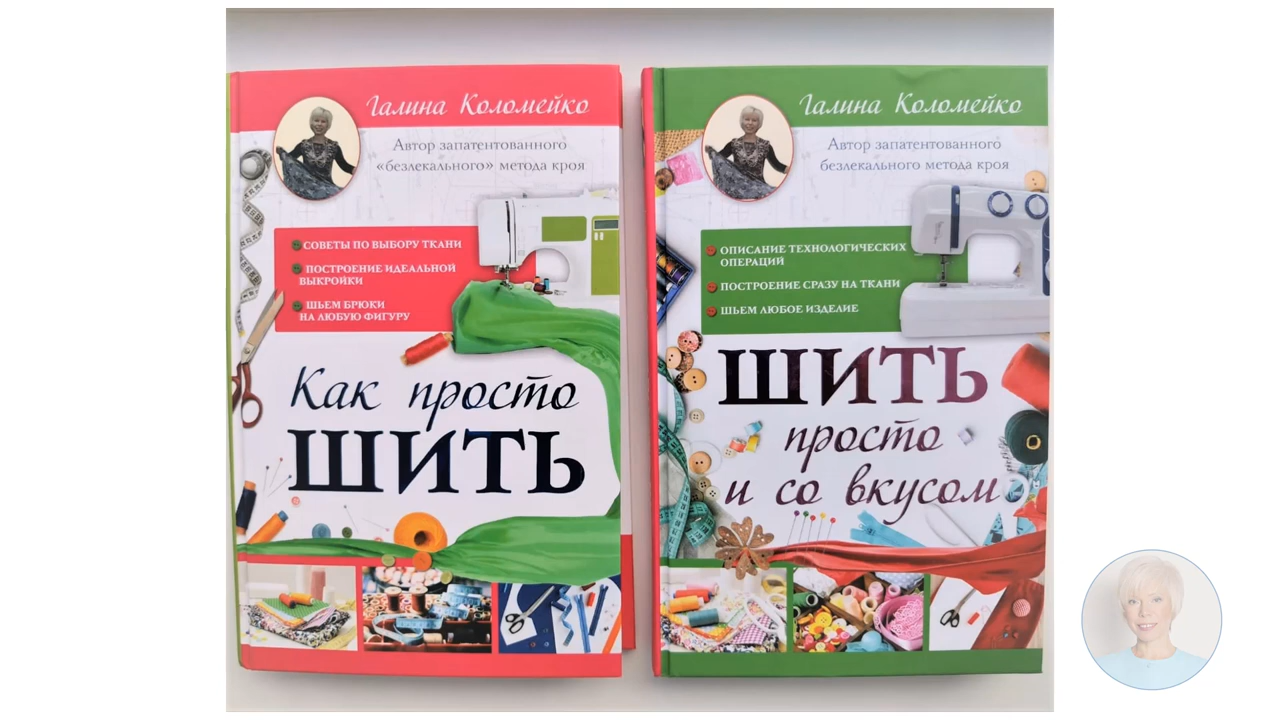 Галина Коломейко
Автор запатентованного
«безлекального» метода кроя
СОВЕТЫ ПО ВЫБОРУ ТКАНИ
ПОСТРОЕНИЕ ИДЕАЛЬНОЙ
ВЫКРОЙКИ
ШЬЕМ БРЮКИ
НА ЛЮБУЮ ФИГУРУ
Как просто
ШИТЬ
Галина Коломейко
Автор запатентованного
безлекального метода кроя
ОПИСАНИЕ ТЕХНОЛОГИЧЕСКИХ
ОПЕРАЦИЙ
ПОСТРОЕНИЕ СРАЗУ НА ТКАНИ
ШЬЕМ ЛЮБОЕ ИЗДЕЛИЕ
ШИТЬ
просто
и со вкусом